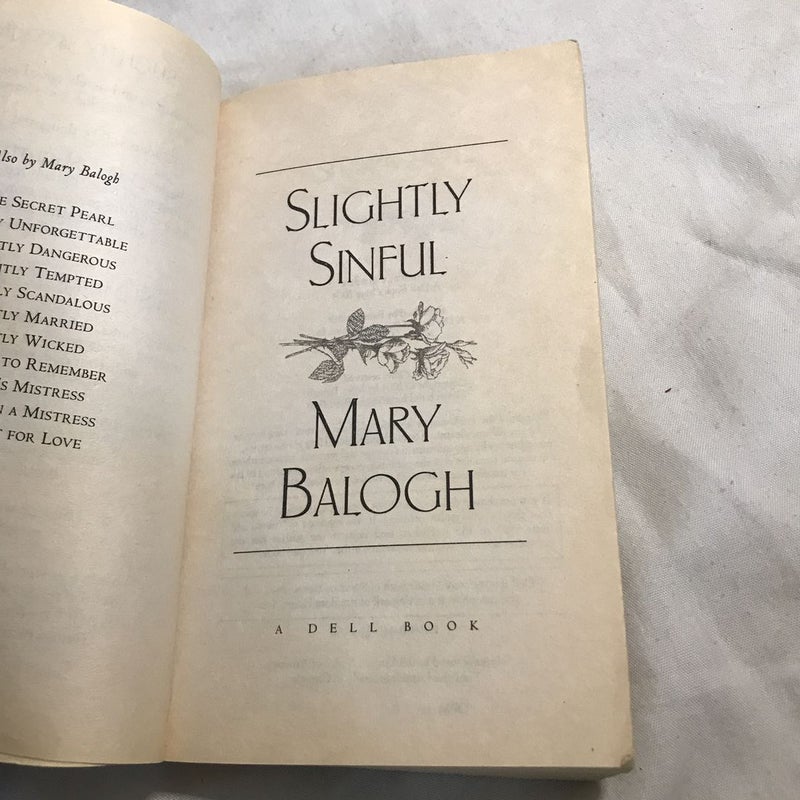 lso by Mary Balogh
E SECRET PEARL
Y UNFORGETTABLE
TLY DANGEROUS
NTLY TEMPTED
LY SCANDALOUS
TLY MARRIED
TLY WICKED
TO REMEMBER
'S MISTRESS
N A MISTRESS
T FOR LOVE
SLIGHTLY
SINFUL
MARY
BALOGH
A DELL BOOK